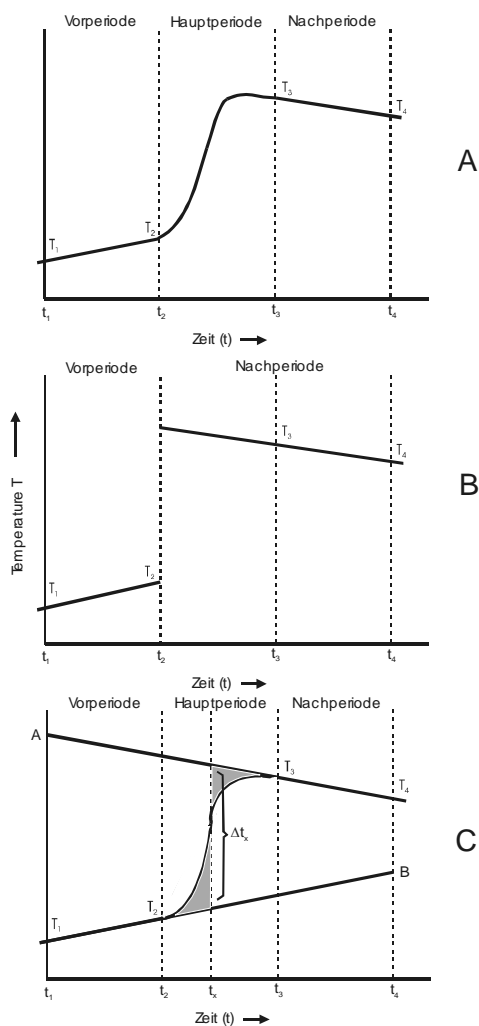 Vorperiode Hauptperiode Nachperiode
T3
T4
A
T2
T1
t1 t2 t3 t4
Zeit (t)
Vorperiode Nachperiode
T3
T4
B
Temperature T
T1 T2
t1 t2 t3 t4
Zeit (t)
Vorperiode Hauptperiode Nachperiode
A
T3
T4
Δtx
C
B
T1 T2
t1 t2 tx t3 t4
Zeit (t)